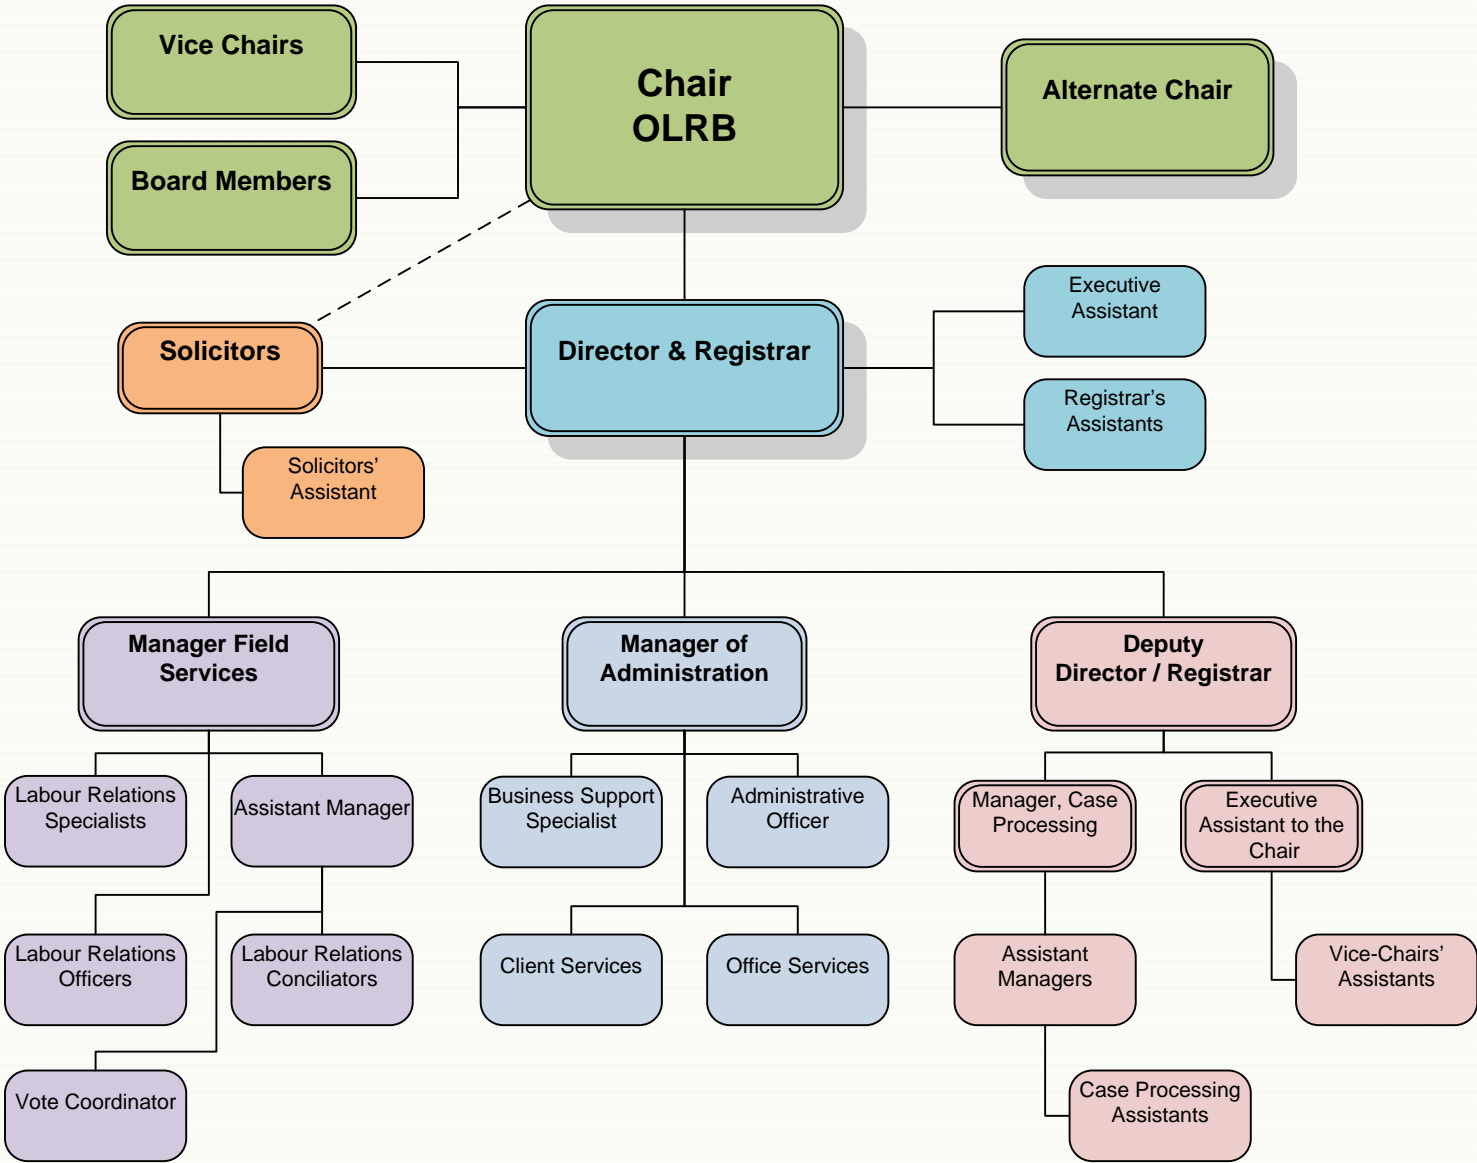 Vice Chairs
Chair
OLRB
Alternate Chair
Board Members
Executive
Assistant
Solicitors
Director & Registrar
Registrar's
Assistants
Solicitors'
Assistant
Manager Field
Services
Manager of
Administration
Deputy
Director / Registrar
Labour Relations
Specialists
Assistant Manager
Business Support
Specialist
Administrative
Officer
Manager, Case
Processing
Executive
Assistant to the
Chair
Labour Relations
Officers
Labour Relations
Conciliators
Client Services
Office Services
Assistant
Managers
Vice-Chairs'
Assistants
Vote Coordinator
Case Processing
Assistants